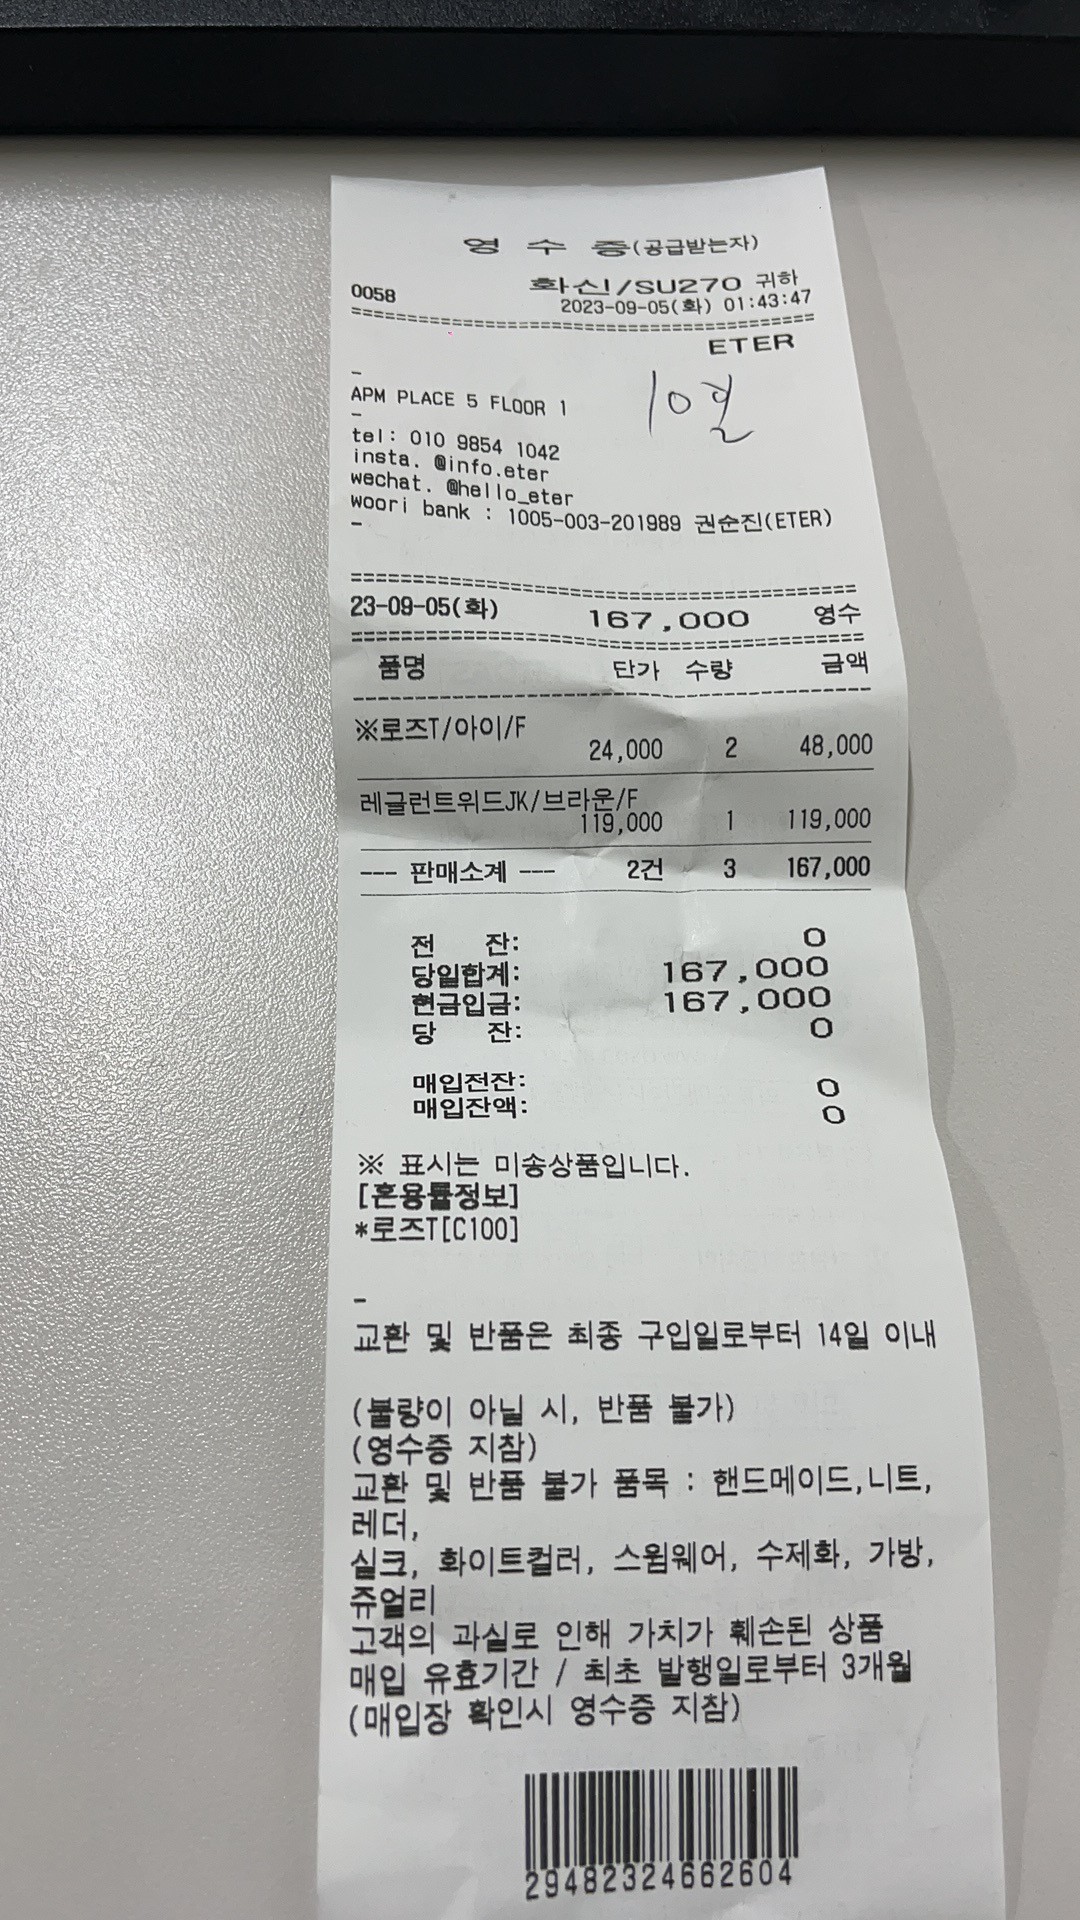 영 수 증(공급받는자)
화신/SU270 귀하
0058
2023-09-05(화) 01:43:47
ETER
-
APM PLACE 5 FLOOR 1
10일
-
tel: 010 9854 1042
insta. @info.eter
wechat. @hello_eter
woori bank : 1005-003-201989 권순진(ETER)
-
23-09-05(화) 167,000 영수
품명 단가 수량 금액
※로즈T/아이/F
24,000 2 48,000
레글런트위드JK/브라운/F
119,000 1 119,000
--- 판매소계 --- 2건 3 167,000
전 잔: 0
당일합계: 167,000
현금입금: 167,000
당 잔: 0
매입전잔: 0
매입잔액: 0
※ 표시는 미송상품입니다.
[혼용률정보]
*로즈T[C100]
-
교환 및 반품은 최종 구입일로부터 14일 이내
(불량이 아닐 시, 반품 불가)
(영수증 지참)
교환 및 반품 불가 품목 : 핸드메이드,니트,
레더,
실크, 화이트컬러, 스윔웨어, 수제화, 가방,
쥬얼리
고객의 과실로 인해 가치가 훼손된 상품
매입 유효기간 / 최초 발행일로부터 3개월
(매입장 확인시 영수증 지참)
29482324662604